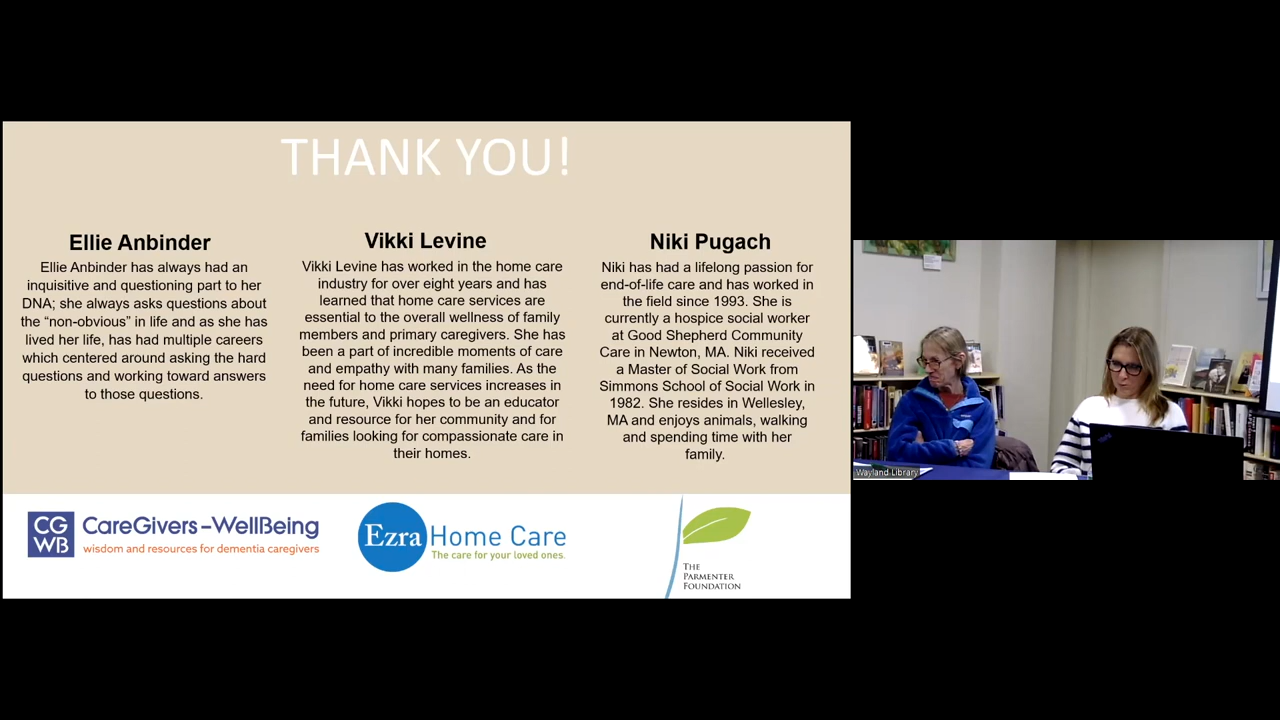 THANK YOU!
Ellie Anbinder
Ellie Anbinder has always had an
inquisitive and questioning part to her
DNA; she always asks questions about
the “non-obvious” in life and as she has
lived her life, has had multiple careers
which centered around asking the hard
questions and working toward answers
to those questions.
Vikki Levine
Vikki Levine has worked in the home care
industry for over eight years and has
learned that home care services are
essential to the overall wellness of family
members and primary caregivers. She has
been a part of incredible moments of care
and empathy with many families. As the
need for home care services increases in
the future, Vikki hopes to be an educator
and resource for her community and for
families looking for compassionate care in
their homes.
Niki Pugach
Niki has had a lifelong passion for
end-of-life care and has worked in
the field since 1993. She is
currently a hospice social worker
at Good Shepherd Community
Care in Newton, MA. Niki received
a Master of Social Work from
Simmons School of Social Work in
1982. She resides in Wellesley,
MA and enjoys animals, walking
and spending time with her
family.
CG
WB
CareGivers-WellBeing
wisdom and resources for dementia caregivers
Ezra Home Care
The care for your loved ones.
THE
PARMENTER
FOUNDATION
Wayland Library